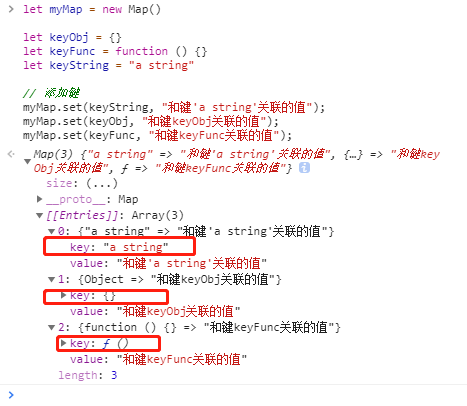 let myMap = new Map()
let keyObj = {}
let keyFunc = function () {}
let keyString = "a string"
// 添加键
myMap.set(keyString, "和键'a string'关联的值");
myMap.set(keyObj, "和键keyObj关联的值");
myMap.set(keyFunc, "和键keyFunc关联的值");
Map(3) {"a string" => "和键'a string'关联的值", {…} => "和键key
Obj关联的值", ƒ => "和键keyFunc关联的值"}
size: (...)
__proto__: Map
[[Entries]]: Array(3)
0: {"a string" => "和键'a string'关联的值"}
key: "a string"
value: "和键'a string'关联的值"
1: {Object => "和键keyObj关联的值"}
key: {}
value: "和键keyObj关联的值"
2: {function () {} => "和键keyFunc关联的值"}
key: ƒ ()
value: "和键keyFunc关联的值"
length: 3